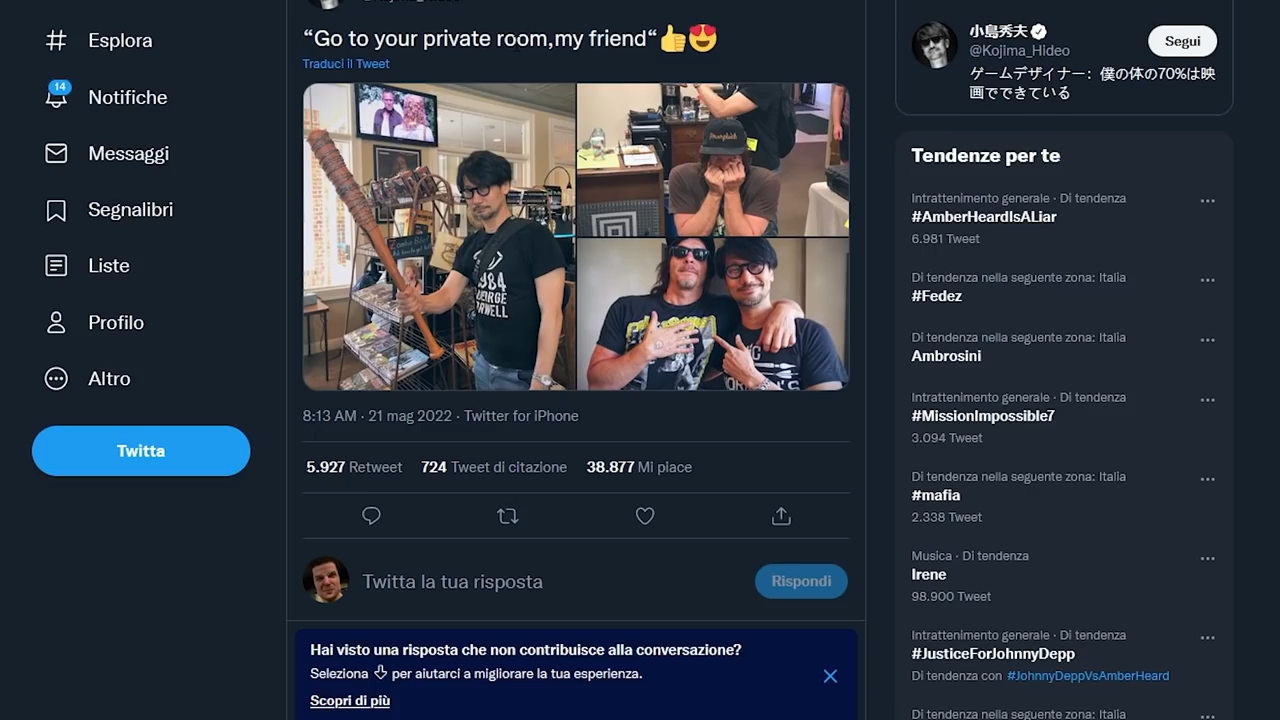 Esplora
14
Notifiche
Messaggi
Segnalibri
Liste
Profilo
Altro
Twitta
“Go to your private room,my friend“👍😍
Traduci il Tweet
1984
GEORGE
ORWELL
8:13 AM · 21 mag 2022 · Twitter for iPhone
5.927 Retweet 724 Tweet di citazione 38.877 Mi piace
Twitta la tua risposta
Rispondi
Hai visto una risposta che non contribuisce alla conversazione?
Seleziona per aiutarci a migliorare la tua esperienza.
Scopri di più
小島秀夫
@Kojima_Hideo
Segui
ゲームデザイナー：僕の体の70%は映
画でできている
Tendenze per te
Intrattenimento generale · Di tendenza
#AmberHeardIsALiar
6.981 Tweet
Di tendenza nella seguente zona: Italia
#Fedez
Di tendenza nella seguente zona: Italia
Ambrosini
Intrattenimento generale · Di tendenza
#MissionImpossible7
3.094 Tweet
Di tendenza nella seguente zona: Italia
#mafia
2.338 Tweet
Musica · Di tendenza
Irene
98.900 Tweet
Intrattenimento generale · Di tendenza
#JusticeForJohnnyDepp
Di tendenza con #JohnnyDeppVsAmberHeard
Di tendenza nella seguente zona: Italia